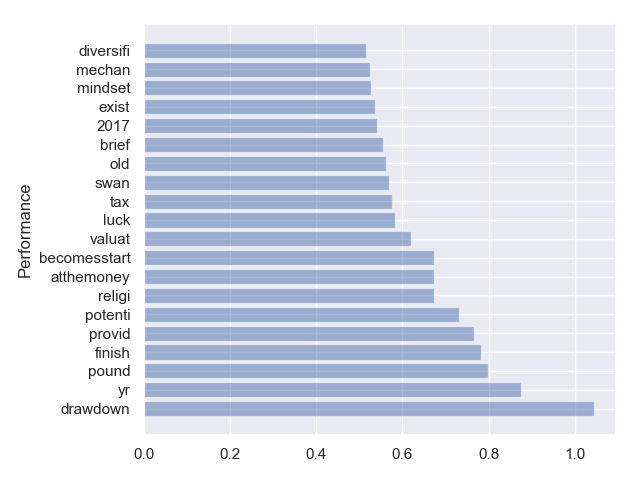 Performance
diversifi
mechan
mindset
exist
2017
brief
old
swan
tax
luck
valuat
becomesstart
atthemoney
religi
potenti
provid
finish
pound
yr
drawdown
0.0 0.2 0.4 0.6 0.8 1.0